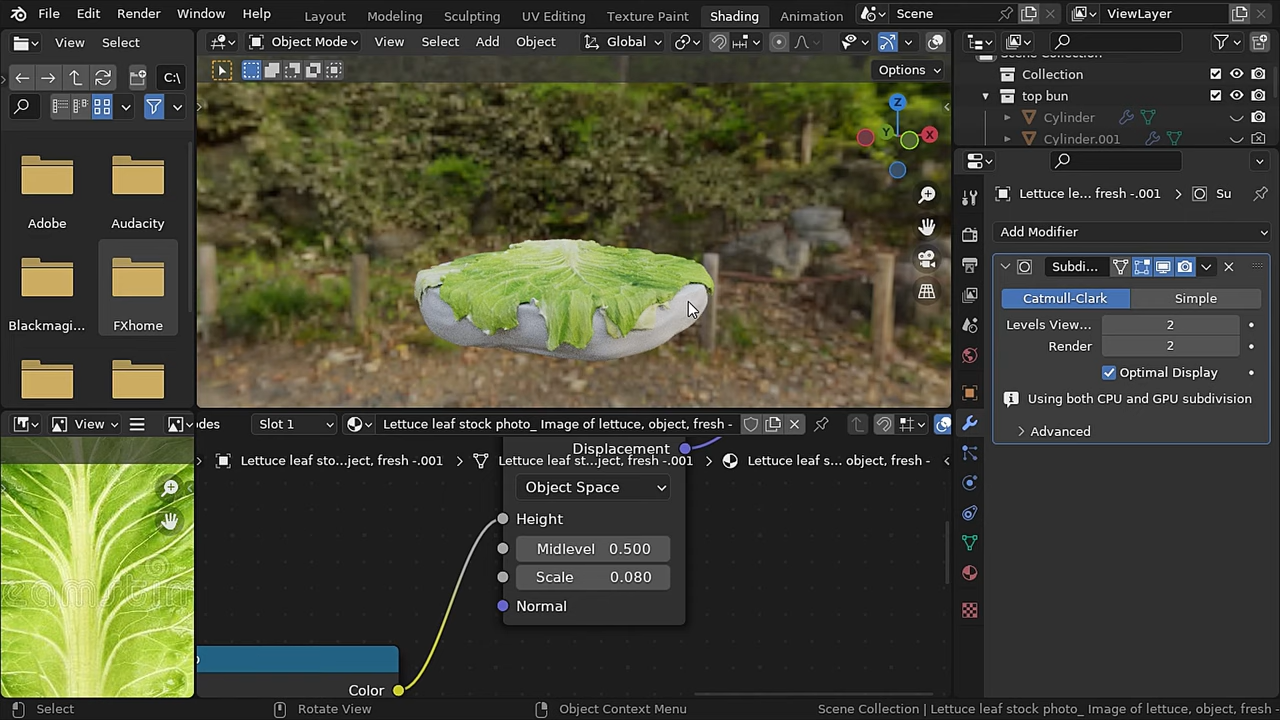 File Edit Render Window Help Layout Modeling Sculpting UV Editing Texture Paint Shading Animation Scene ViewLayer
View Select
Object Mode View Select Add Object Global
Options
C:\
Adobe Audacity
Blackmagi... FXhome
Z
Y X
Scene Collection
Collection
top bun
Cylinder
Cylinder.001
Lettuce le... fresh -.001 Su
Add Modifier
Subdi...
Catmull-Clark Simple
Levels View... 2
Render 2
Optimal Display
Using both CPU and GPU subdivision
Advanced
View
odes Slot 1 Lettuce leaf stock photo_ Image of lettuce, object, fresh -
Lettuce leaf sto...ject, fresh -.001 Lettuce leaf st...ject, fresh -.001 Lettuce leaf s... object, fresh -
Displacement
Object Space
Height
Midlevel 0.500
Scale 0.080
Normal
Color
eamstim
Select Rotate View Object Context Menu Scene Collection | Lettuce leaf stock photo_ Image of lettuce, object, fresh -